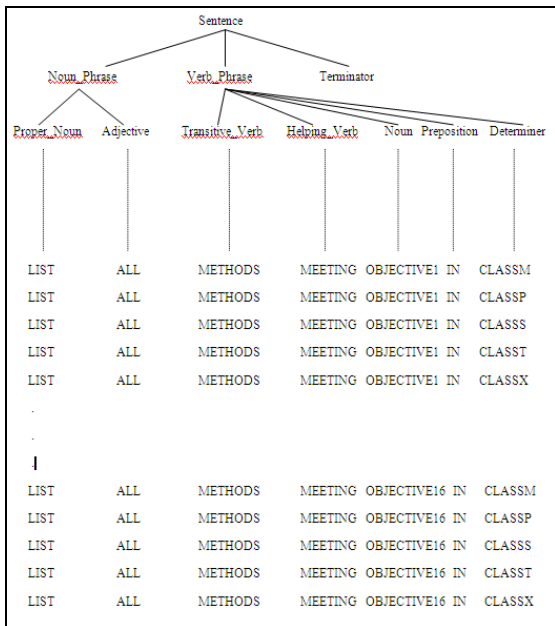 Sentence
Noun_Phrase Verb_Phrase Terminator
Proper_Noun Adjective Transitive_Verb Helping_Verb Noun Preposition Determiner
LIST ALL METHODS MEETING OBJECTIVE1 IN CLASSM
LIST ALL METHODS MEETING OBJECTIVE1 IN CLASSP
LIST ALL METHODS MEETING OBJECTIVE1 IN CLASSS
LIST ALL METHODS MEETING OBJECTIVE1 IN CLASST
LIST ALL METHODS MEETING OBJECTIVE1 IN CLASSX
.
.
.
LIST ALL METHODS MEETING OBJECTIVE16 IN CLASSM
LIST ALL METHODS MEETING OBJECTIVE16 IN CLASSP
LIST ALL METHODS MEETING OBJECTIVE16 IN CLASSS
LIST ALL METHODS MEETING OBJECTIVE16 IN CLASST
LIST ALL METHODS MEETING OBJECTIVE16 IN CLASSX